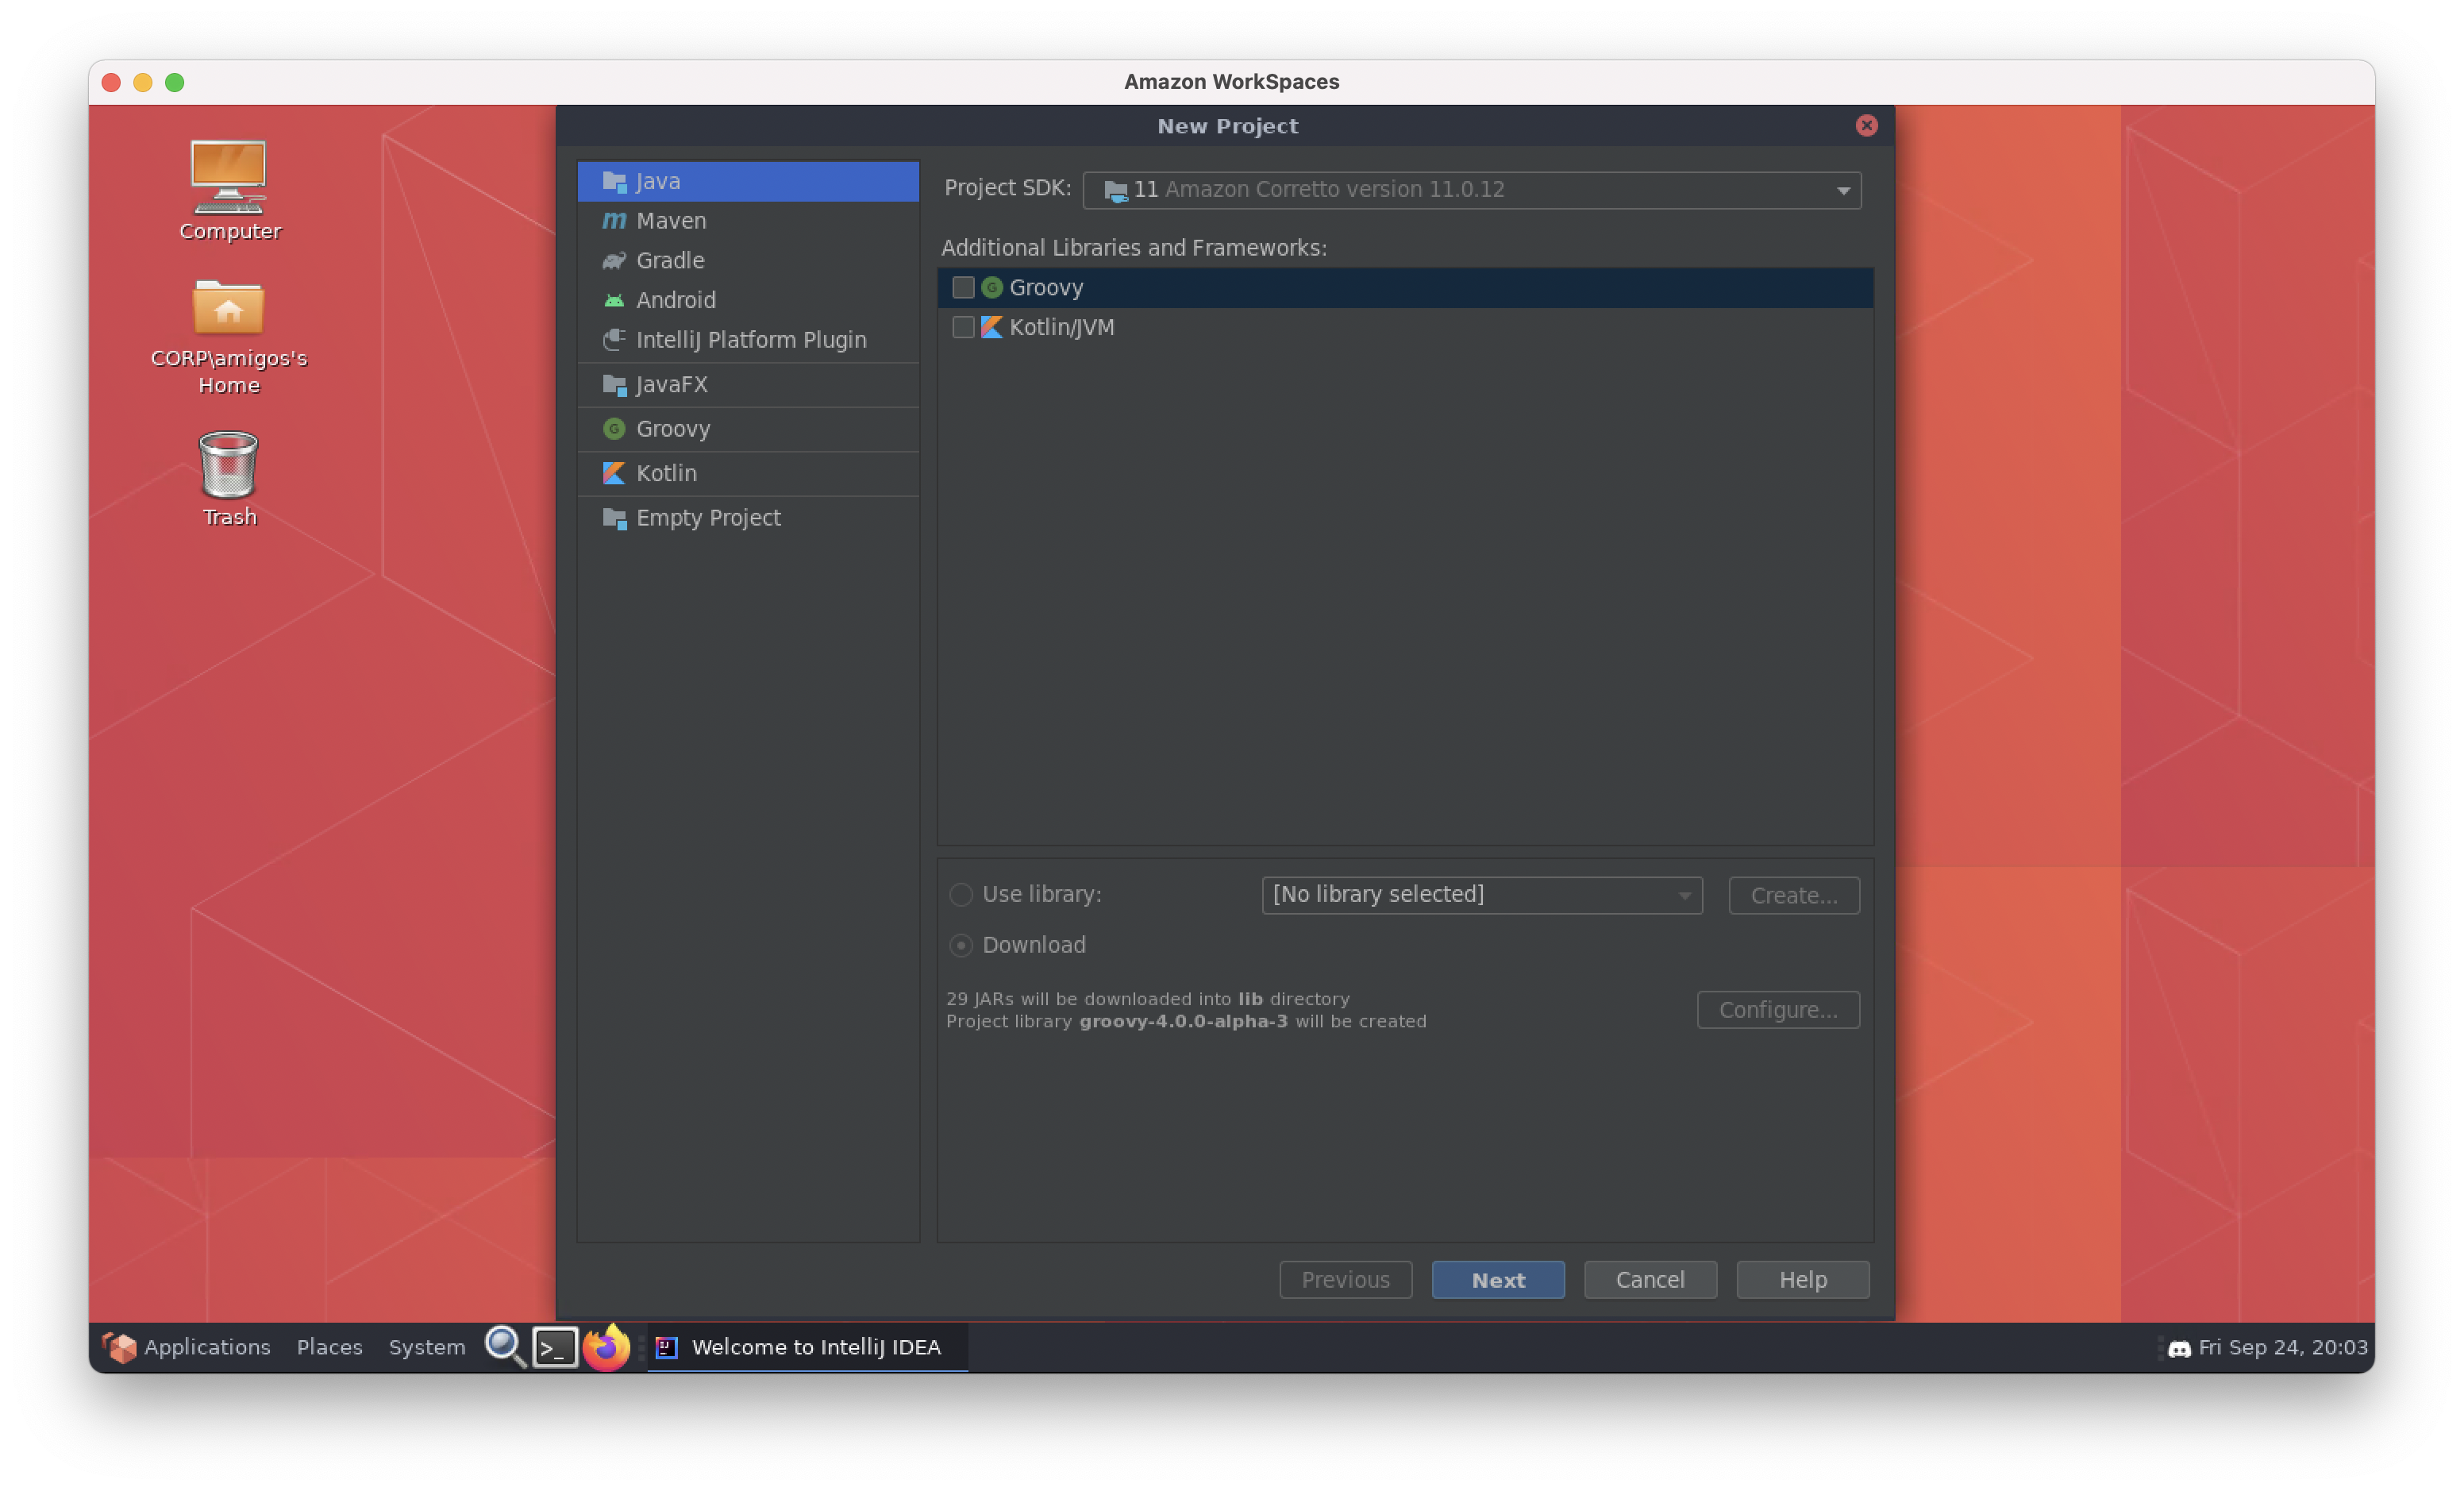 Amazon WorkSpaces
Computer
CORP\amigos's
Home
Trash
New Project
Java
Maven
Gradle
Android
IntelliJ Platform Plugin
JavaFX
Groovy
Kotlin
Empty Project
Project SDK: 11 Amazon Corretto version 11.0.12
Additional Libraries and Frameworks:
Groovy
Kotlin/JVM
Use library: [No library selected] Create...
Download
29 JARs will be downloaded into lib directory
Project library groovy-4.0.0-alpha-3 will be created
Configure...
Previous Next Cancel Help
Applications Places System Welcome to IntelliJ IDEA Fri Sep 24, 20:03